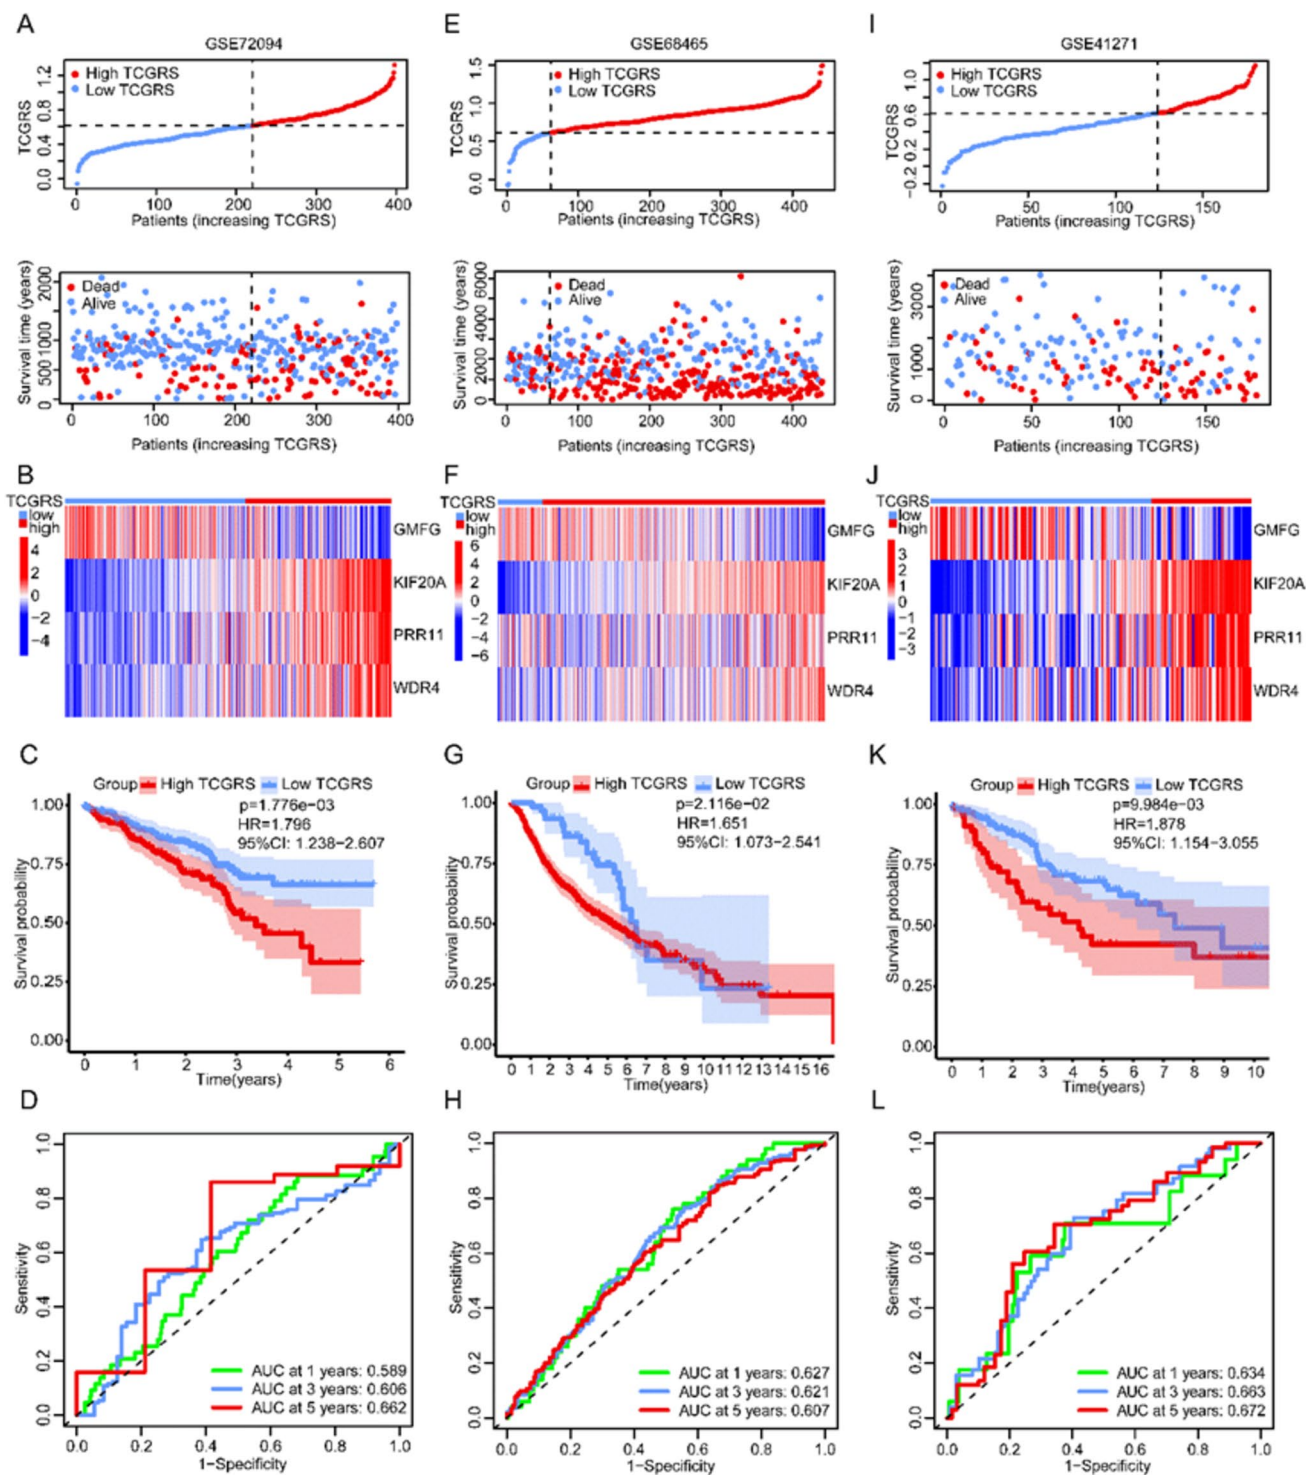 A
GSE72094
High TCGRS
Low TCGRS
TCGRS
0.0 0.4 0.8 1.2
0 100 200 300 400
Patients (increasing TCGRS)
Dead
Alive
Survival time (years)
0 500 1000 2000
0 100 200 300 400
Patients (increasing TCGRS)
E
GSE68465
High TCGRS
Low TCGRS
TCGRS
0.0 0.5 1.0 1.5
0 100 200 300 400
Patients (increasing TCGRS)
Dead
Alive
Survival time (years)
0 2000 4000 6000
0 100 200 300 400
Patients (increasing TCGRS)
I
GSE41271
High TCGRS
Low TCGRS
TCGRS
−0.2 0.2 0.6 1.0
0 50 100 150
Patients (increasing TCGRS)
Dead
Alive
Survival time (years)
0 1000 3000
0 50 100 150
Patients (increasing TCGRS)
B
TCGRS
low
high
4
2
0
−2
−4
GMFG
KIF20A
PRR11
WDR4
F
TCGRS
low
high
6
4
2
0
−2
−4
−6
GMFG
KIF20A
PRR11
WDR4
J
TCGRS
low
high
3
2
1
0
−1
−2
−3
GMFG
KIF20A
PRR11
WDR4
C
Group High TCGRS Low TCGRS
p=1.776e−03
HR=1.796
95%CI: 1.238−2.607
Survival probability
1.00
0.75
0.50
0.25
0.00
0 1 2 3 4 5 6
Time(years)
G
Group High TCGRS Low TCGRS
p=2.116e−02
HR=1.651
95%CI: 1.073−2.541
Survival probability
1.00
0.75
0.50
0.25
0.00
0 1 2 3 4 5 6 7 8 9 10 11 12 13 14 15 16
Time(years)
K
Group High TCGRS Low TCGRS
p=9.984e−03
HR=1.878
95%CI: 1.154−3.055
Survival probability
1.00
0.75
0.50
0.25
0.00
0 1 2 3 4 5 6 7 8 9 10
Time(years)
D
Sensitivity
0.0 0.2 0.4 0.6 0.8 1.0
AUC at 1 years: 0.589
AUC at 3 years: 0.606
AUC at 5 years: 0.662
0.0 0.2 0.4 0.6 0.8 1.0
1−Specificity
H
Sensitivity
0.0 0.2 0.4 0.6 0.8 1.0
AUC at 1 years: 0.627
AUC at 3 years: 0.621
AUC at 5 years: 0.607
0.0 0.2 0.4 0.6 0.8 1.0
1−Specificity
L
Sensitivity
0.0 0.2 0.4 0.6 0.8 1.0
AUC at 1 years: 0.634
AUC at 3 years: 0.663
AUC at 5 years: 0.672
0.0 0.2 0.4 0.6 0.8 1.0
1−Specificity